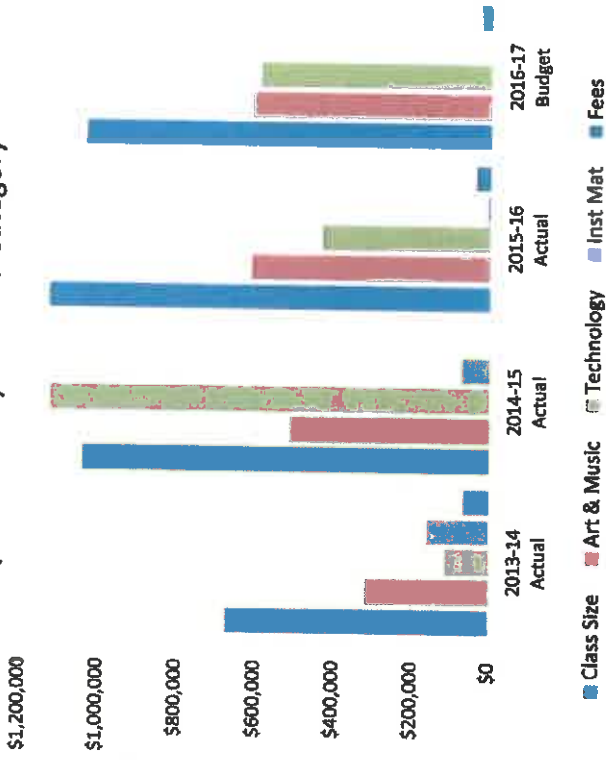 $1,200,000
$1,000,000
$800,000
$600,000
$400,000
$200,000
$0
2013-14
Actual
2014-15
Actual
2015-16
Actual
2016-17
Budget
Class Size Art & Music Technology Inst Mat Fees